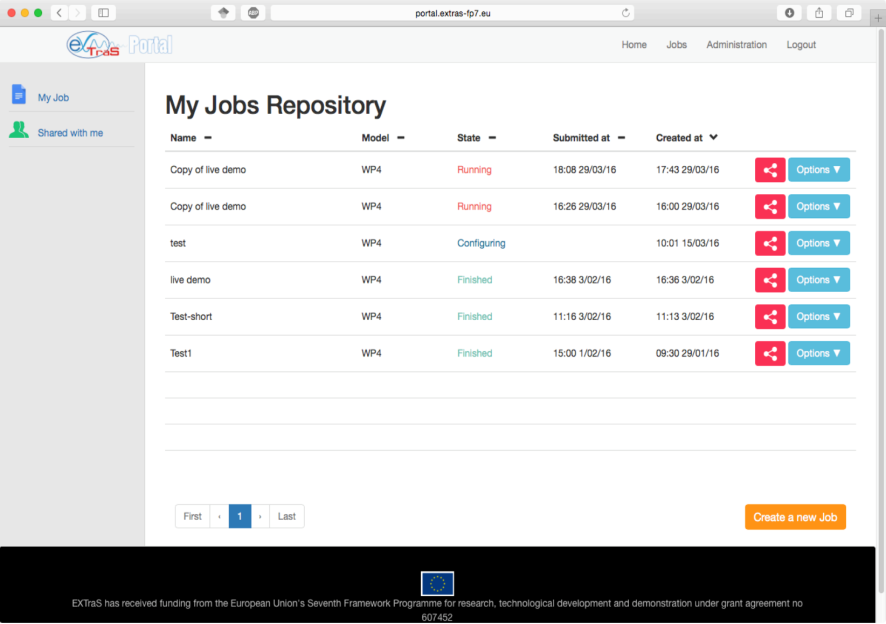 portal.extras-fp7.eu
ABP
eXTraS Portal
Home Jobs Administration Logout
My Job
Shared with me
My Jobs Repository
Name Model State Submitted at Created at
Copy of live demo WP4 Running 18:08 29/03/16 17:43 29/03/16 Options ▼
Copy of live demo WP4 Running 16:26 29/03/16 16:00 29/03/16 Options ▼
test WP4 Configuring 10:01 15/03/16 Options ▼
live demo WP4 Finished 16:38 3/02/16 16:36 3/02/16 Options ▼
Test-short WP4 Finished 11:16 3/02/16 11:13 3/02/16 Options ▼
Test1 WP4 Finished 15:00 1/02/16 09:30 29/01/16 Options ▼
First ‹ 1 › Last
Create a new Job
EXTraS has received funding from the European Union's Seventh Framework Programme for research, technological development and demonstration under grant agreement no
607452